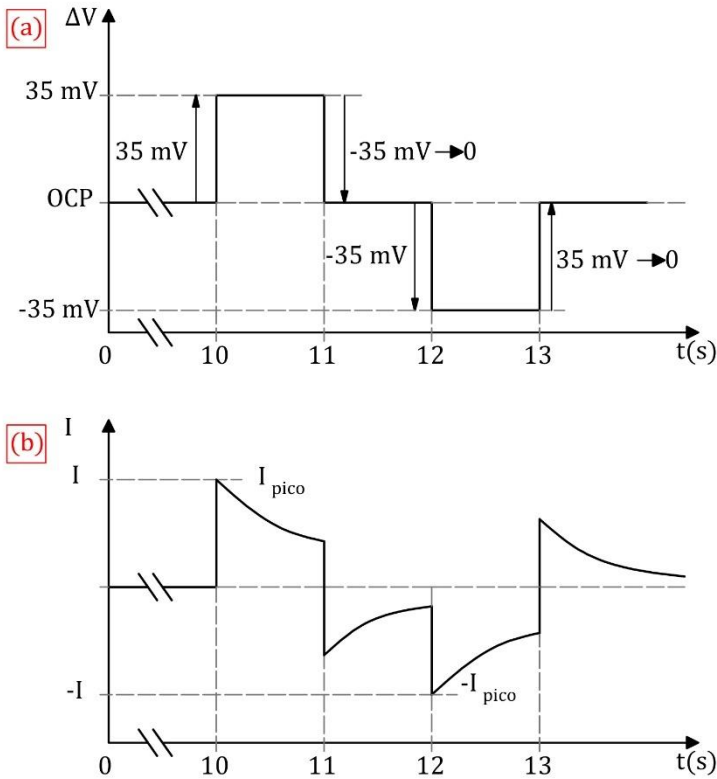 (a)
ΔV
35 mV
35 mV
-35 mV →0
OCP
-35 mV
35 mV →0
-35 mV
0 10 11 12 13 t(s)
(b)
I
I
I pico
-I
-I pico
0 10 11 12 13 t(s)